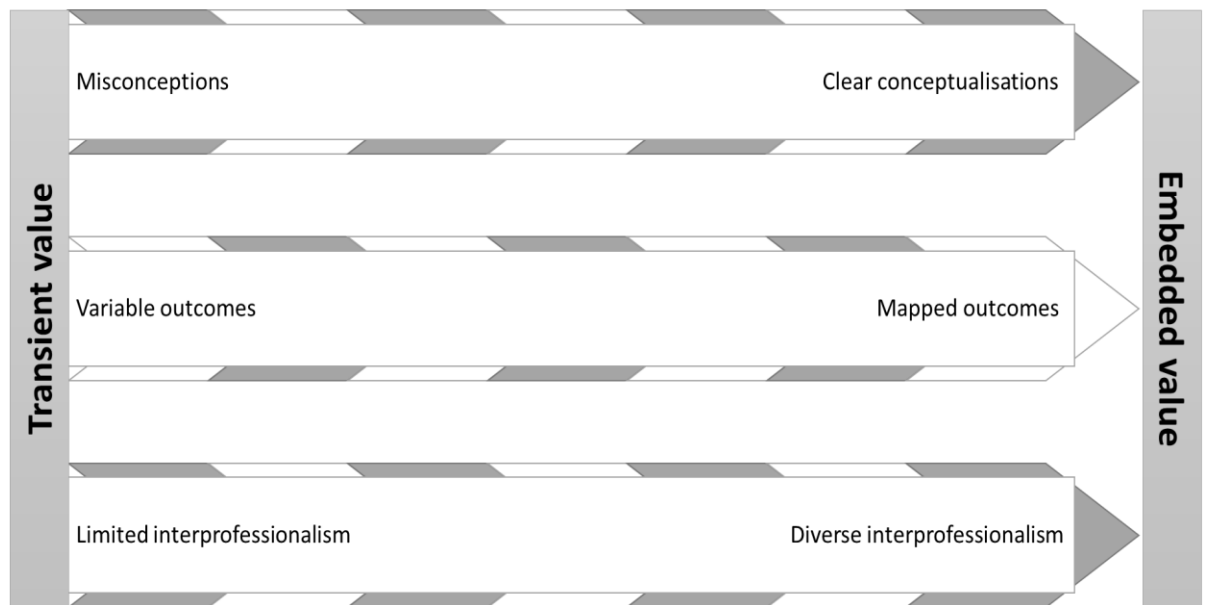 Transient value
Misconceptions
Clear conceptualisations
Variable outcomes
Mapped outcomes
Limited interprofessionalism
Diverse interprofessionalism
Embedded value